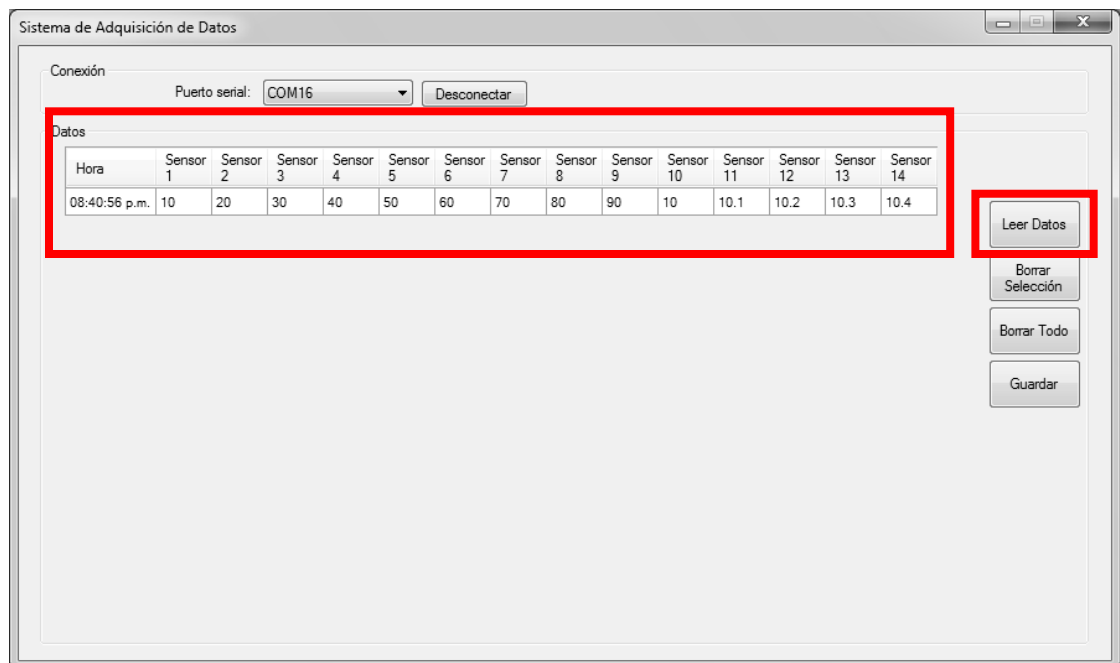 Sistema de Adquisición de Datos
Conexión
Puerto serial: COM16 Desconectar
Datos
Hora Sensor 1 Sensor 2 Sensor 3 Sensor 4 Sensor 5 Sensor 6 Sensor 7 Sensor 8 Sensor 9 Sensor 10 Sensor 11 Sensor 12 Sensor 13 Sensor 14
08:40:56 p.m. 10 20 30 40 50 60 70 80 90 10 10.1 10.2 10.3 10.4
Leer Datos
Borrar
Selección
Borrar Todo
Guardar